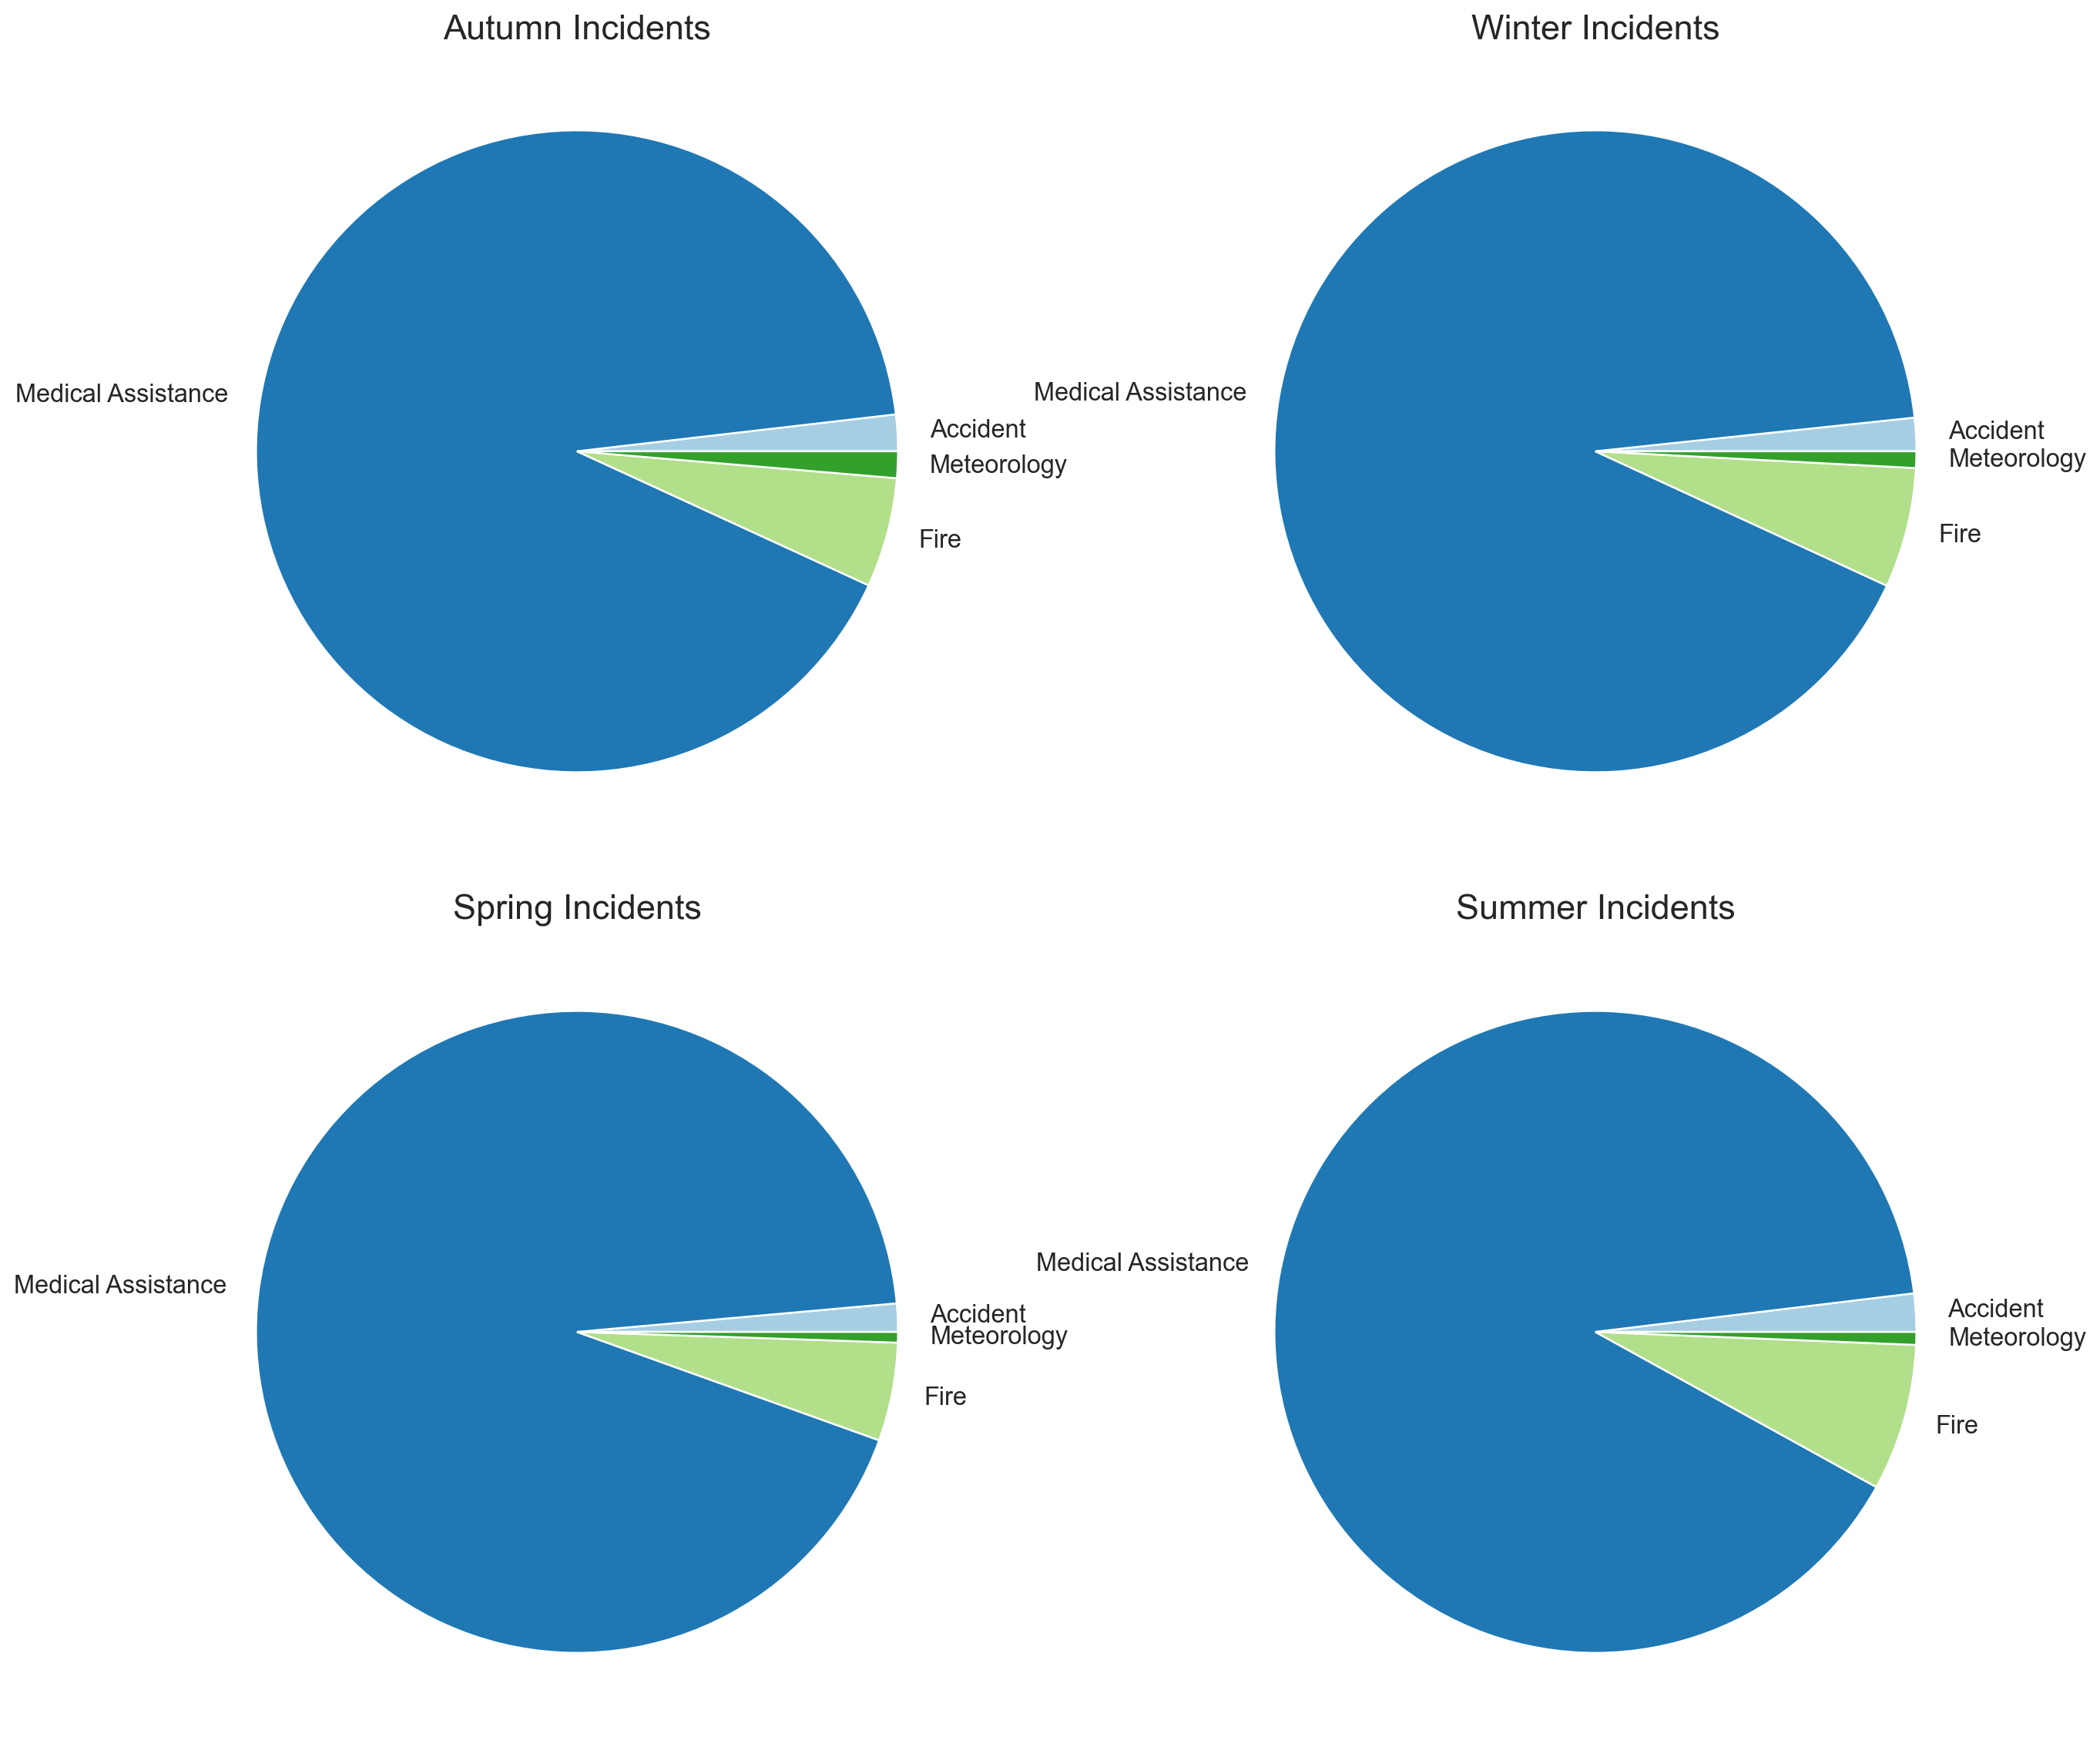 Autumn Incidents
Medical Assistance
Accident
Meteorology
Fire
Winter Incidents
Medical Assistance
Accident
Meteorology
Fire
Spring Incidents
Medical Assistance
Accident
Meteorology
Fire
Summer Incidents
Medical Assistance
Accident
Meteorology
Fire